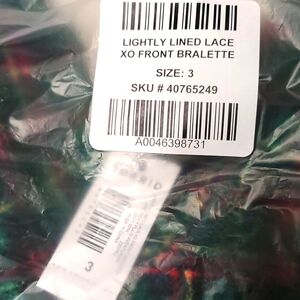 LIGHTLY LINED LACE
XO FRONT BRALETTE
SIZE: 3
SKU # 40765249
A0046398731
3